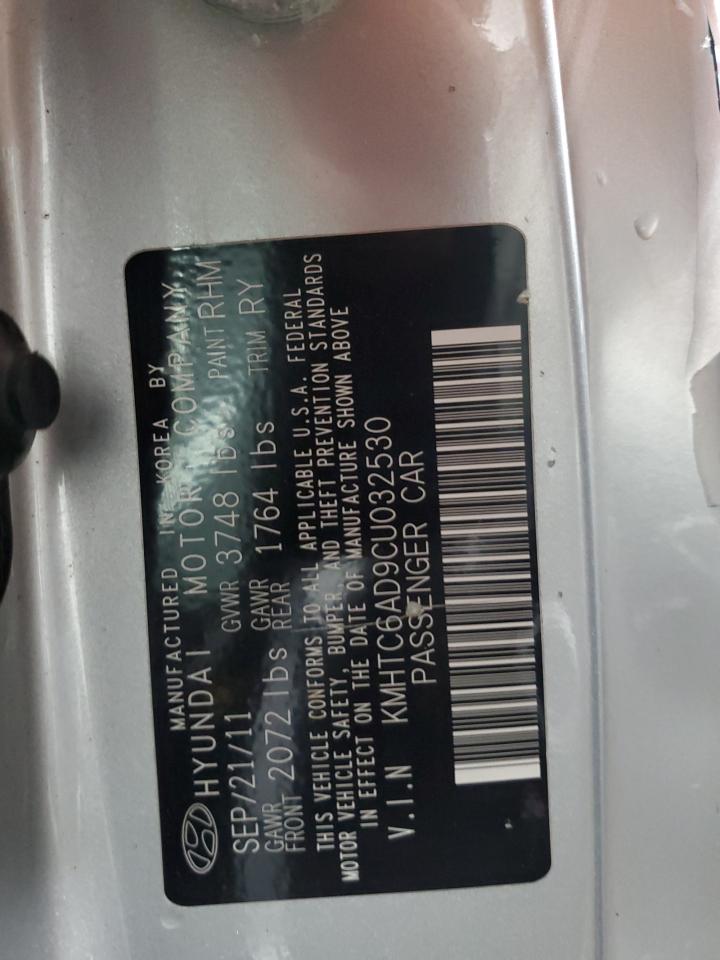 MANUFACTURED IN KOREA BY
HYUNDAI MOTOR COMPANY
SEP/21/11 GVWR 3748 lbs PAINT RHM
GAWR FRONT 2072 lbs GAWR REAR 1764 lbs TRIM RY
THIS VEHICLE CONFORMS TO ALL APPLICABLE U.S.A. FEDERAL
MOTOR VEHICLE SAFETY, BUMPER, AND THEFT PREVENTION STANDARDS
IN EFFECT ON THE DATE OF MANUFACTURE SHOWN ABOVE
V.I.N KMHTC6AD9CU032530
PASSENGER CAR